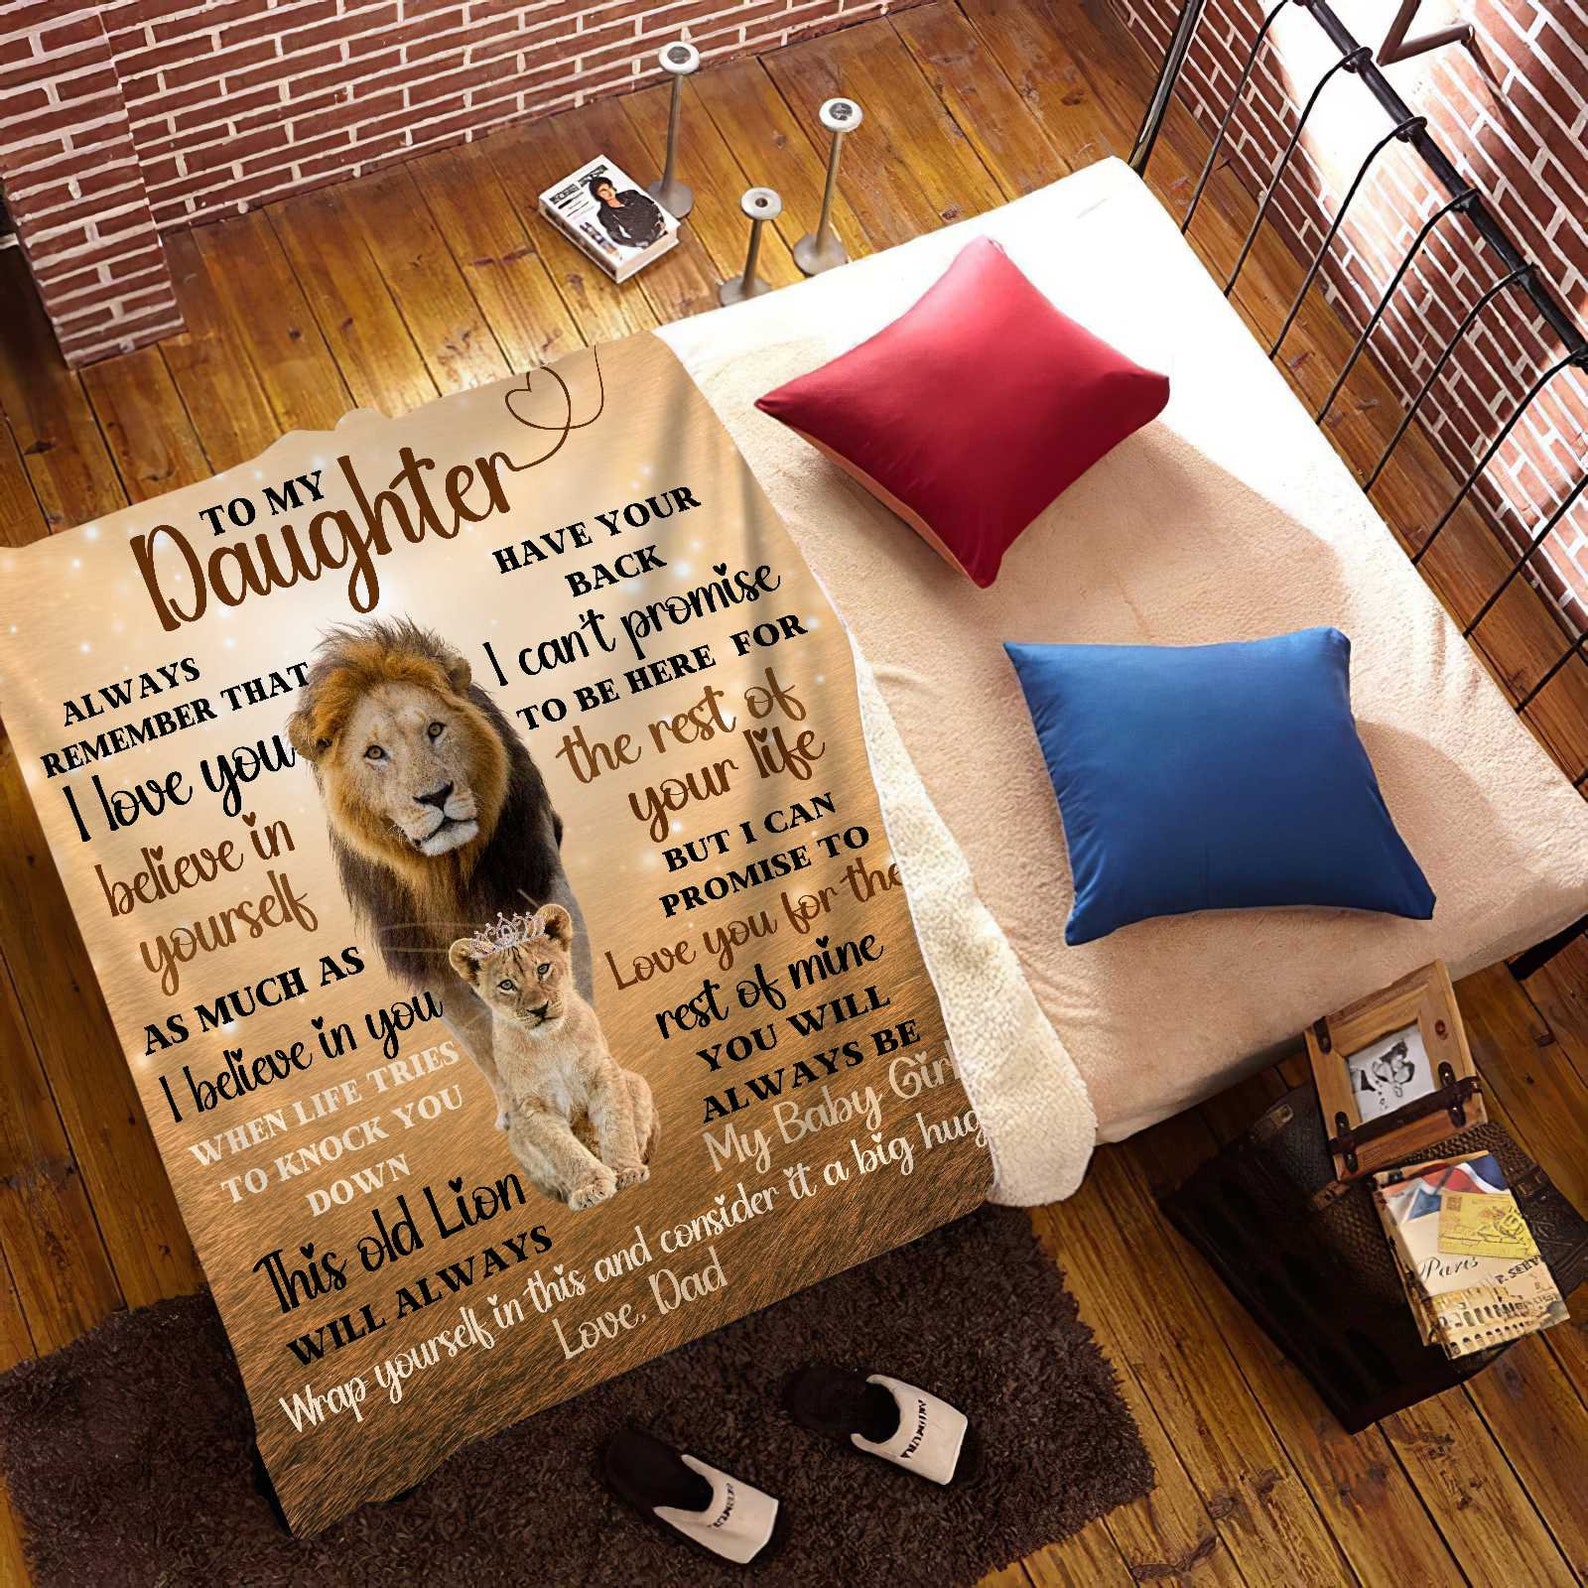 TO MY
Daughter
ALWAYS
REMEMBER THAT
I love you
believe in
yourself
AS MUCH AS
I believe in you
WHEN LIFE TRIES
TO KNOCK YOU
DOWN
This old Lion
WILL ALWAYS
HAVE YOUR
BACK
I can't promise
TO BE HERE FOR
the rest of
your life
BUT I CAN
PROMISE TO
Love you for the
rest of mine
YOU WILL
ALWAYS BE
My Baby Girl
Wrap yourself in this and consider it a big hug
Love, Dad
Paris